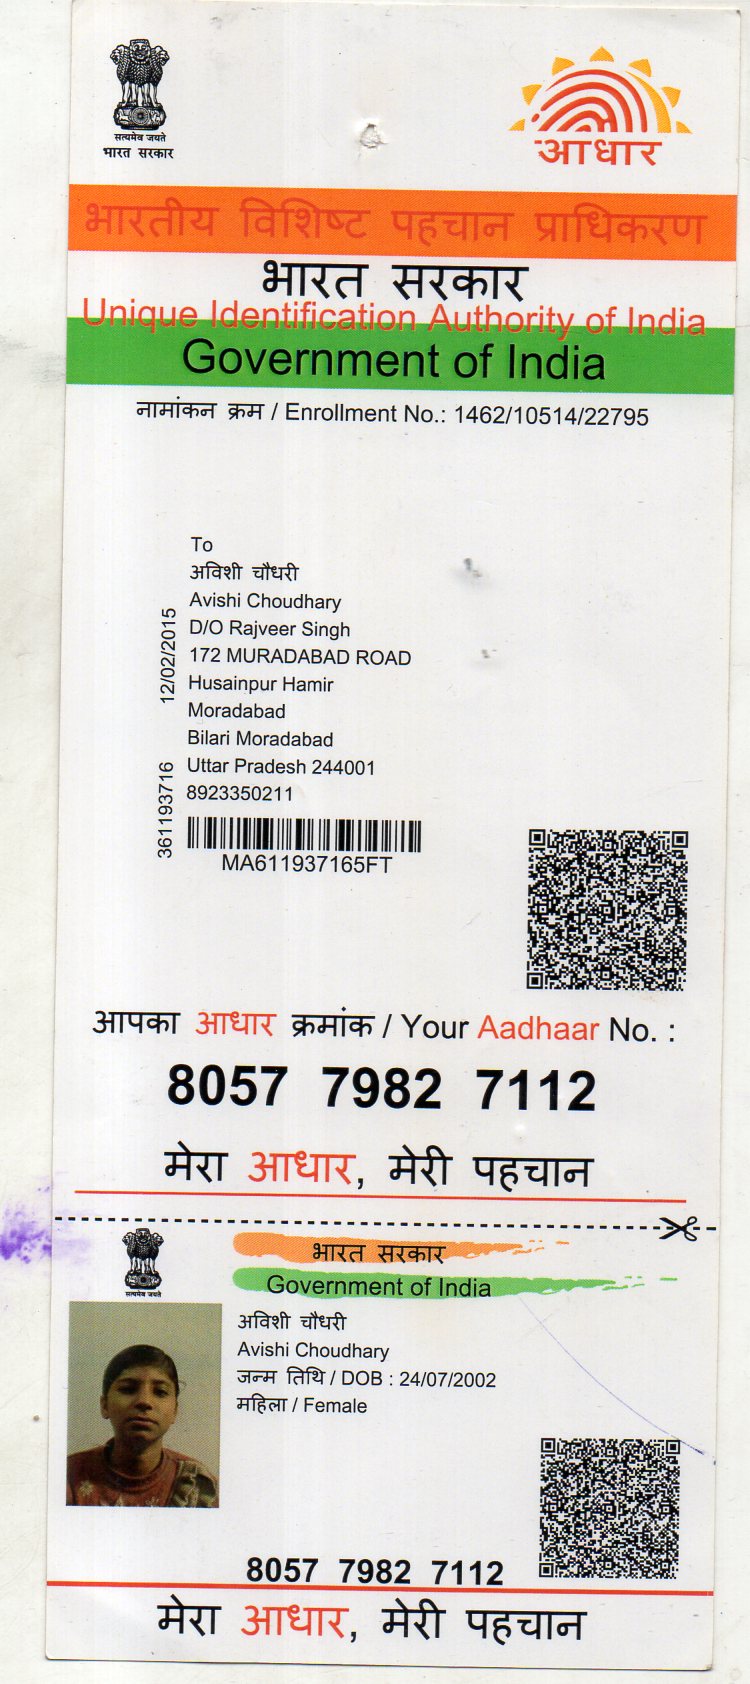 सत्यमेव जयते
भारत सरकार
आधार
भारतीय विशिष्ट पहचान प्राधिकरण
भारत सरकार
Unique Identification Authority of India
Government of India
नामांकन क्रम / Enrollment No.: 1462/10514/22795
To
अविशी चौधरी
Avishi Choudhary
D/O Rajveer Singh
172 MURADABAD ROAD
Husainpur Hamir
Moradabad
Bilari Moradabad
Uttar Pradesh 244001
8923350211
12/02/2015
361193716
MA611937165FT
आपका आधार क्रमांक / Your Aadhaar No. :
8057 7982 7112
मेरा आधार, मेरी पहचान
सत्यमेव जयते
भारत सरकार
Government of India
अविशी चौधरी
Avishi Choudhary
जन्म तिथि / DOB : 24/07/2002
महिला / Female
8057 7982 7112
मेरा आधार, मेरी पहचान